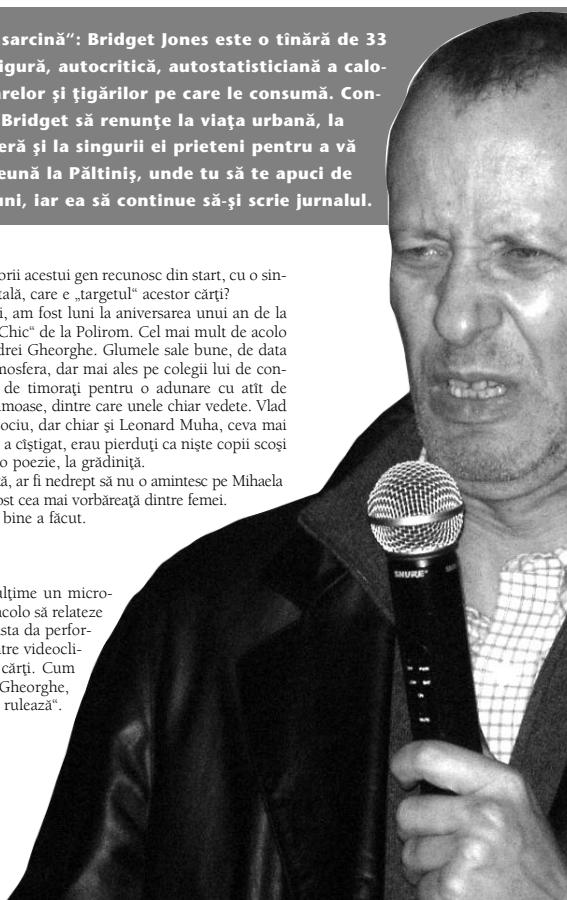 sarcină“: Bridget Jones este o tînără de 33
igură, autocritică, autostatisticiană a calo-
relor şi ţigărilor pe care le consumă. Con-
Bridget să renunţe la viaţa urbană, la
eră şi la singurii ei prieteni pentru a vă
eună la Păltiniş, unde tu să te apuci de
uni, iar ea să continue să-şi scrie jurnalul.
orii acestui gen recunosc din start, cu o sin-
tală, care e „targetul“ acestor cărţi?
i, am fost luni la aniversarea unui an de la
Chic“ de la Polirom. Cel mai mult de acolo
drei Gheorghe. Glumele sale bune, de data
mosfera, dar mai ales pe colegii lui de con-
de timoraţi pentru o adunare cu atît de
umoase, dintre care unele chiar vedete. Vlad
ociu, dar chiar şi Leonard Muha, ceva mai
a cîştigat, erau pierduţi ca nişte copii scoşi
o poezie, la grădiniţă.
tă, ar fi nedrept să nu o amintesc pe Mihaela
ost cea mai vorbăreaţă dintre femei.
bine a făcut.
ulţime un micro-
acolo să relateze
asta da perfor-
ntre videocli-
cărţi. Cum
Gheorghe,
rulează“.
SHURE